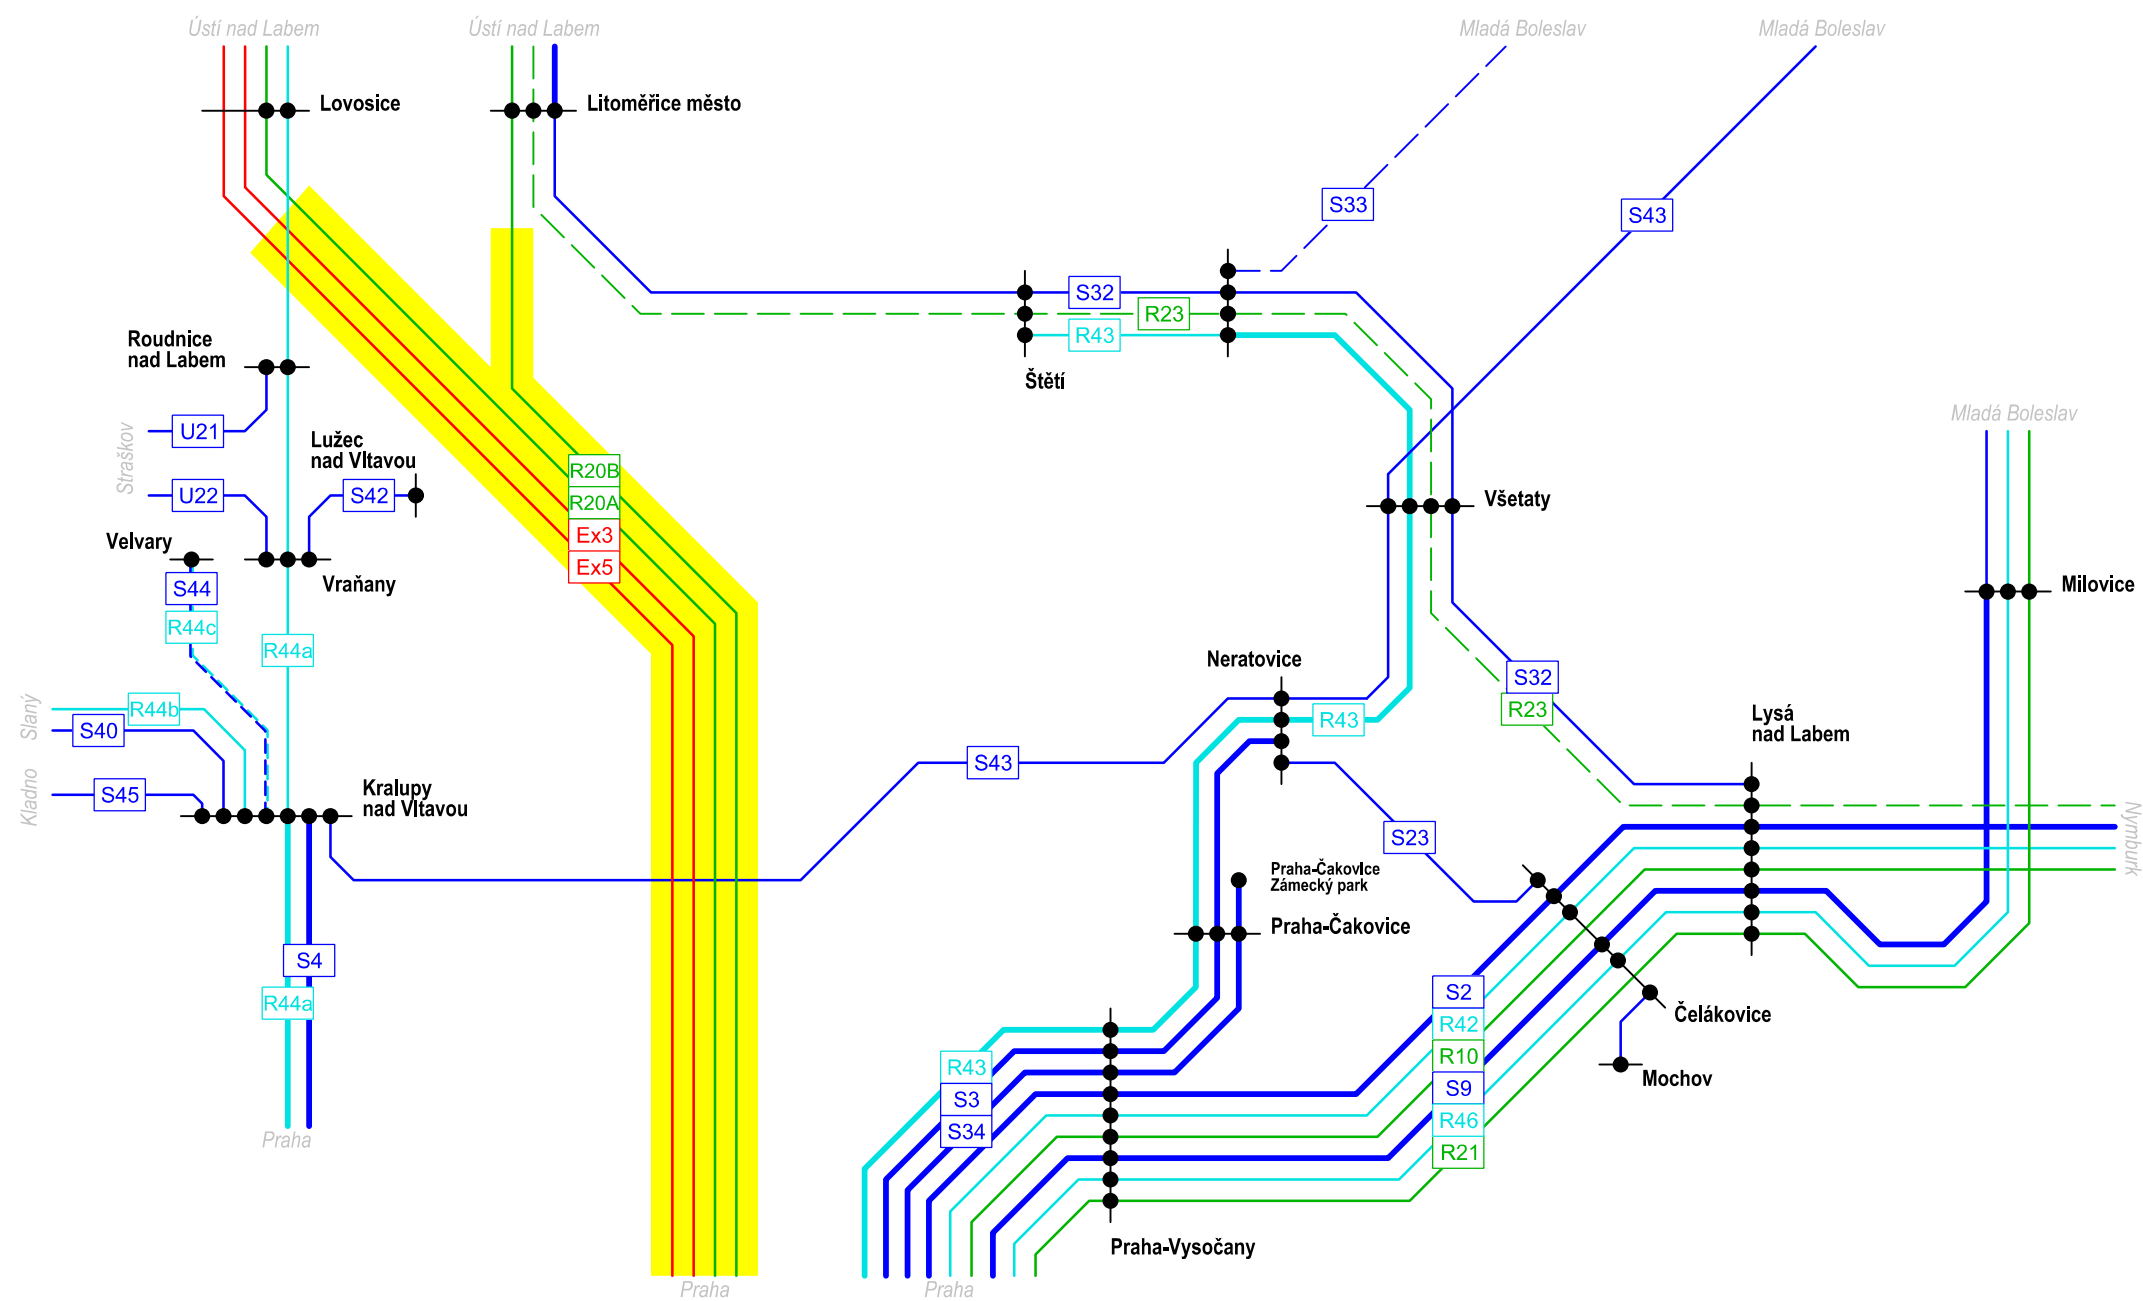 Ústí nad Labem
Ústí nad Labem
Mladá Boleslav
Mladá Boleslav
Lovosice
Litoměřice město
S33
S43
S32
R23
R43
Štětí
Roudnice
nad Labem
U21
Straškov
Lužec
nad Vltavou
U22
S42
R20B
R20A
Ex3
Ex5
Mladá Boleslav
Všetaty
Velvary
Vraňany
S44
R44c
R44a
Milovice
Neratovice
S32
R23
R43
Lysá
nad Labem
Slaný
R44b
S40
Kladno
S45
Kralupy
nad Vltavou
S43
S23
Nymburk
Praha-Čakovice
Zámecký park
Praha-Čakovice
S4
R44a
S2
R42
R10
S9
R46
R21
Čelákovice
Mochov
R43
S3
S34
Praha
Praha-Vysočany
Praha
Praha